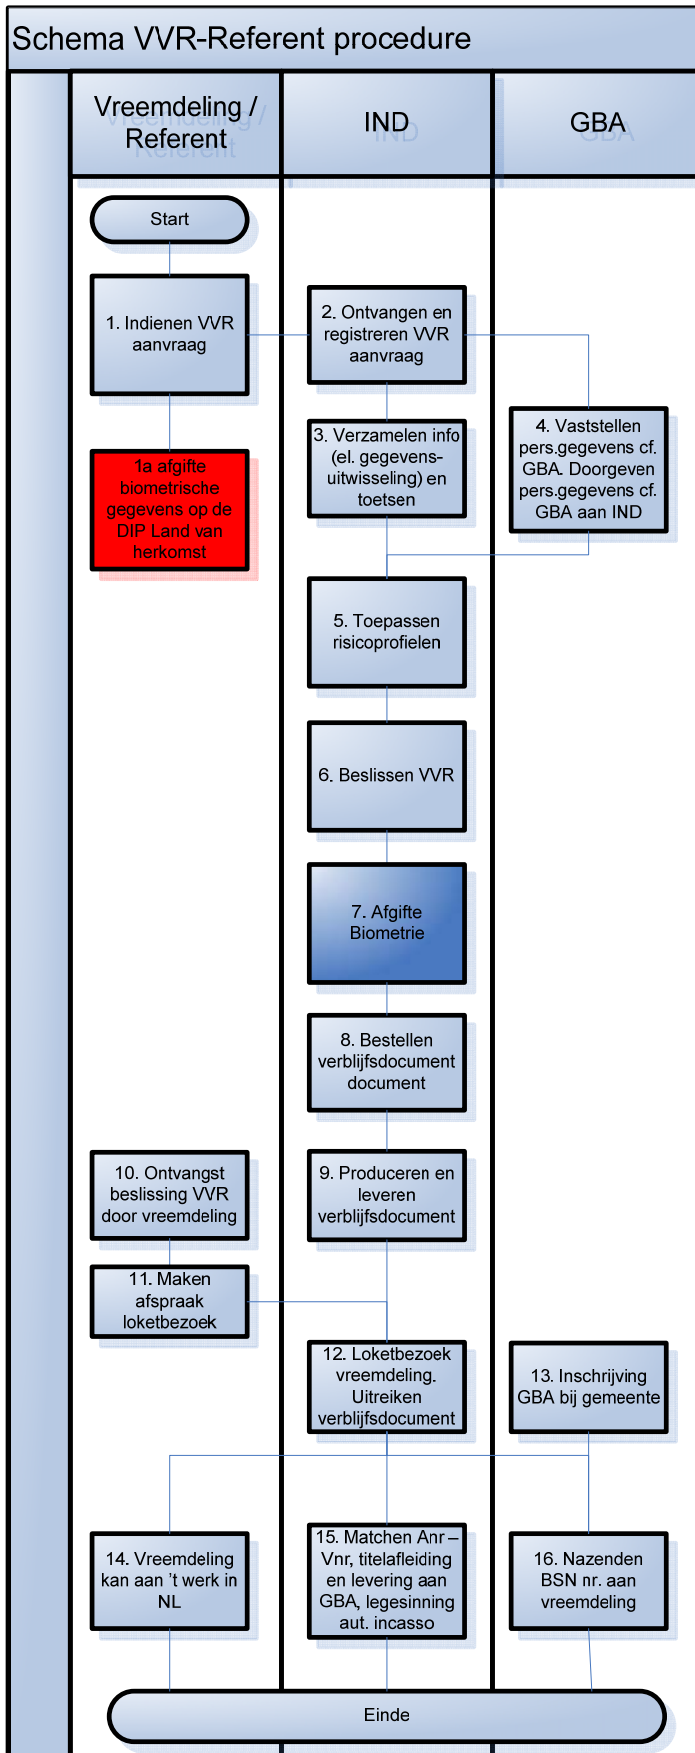 Schema VVR-Referent procedure
Vreemdeling /
Referent
IND
GBA
Start
1. Indienen VVR
aanvraag
2. Ontvangen en
registreren VVR
aanvraag
1a afgifte
biometrische
gegevens op de
DIP Land van
herkomst
3. Verzamelen info
(el. gegevens-
uitwisseling) en
toetsen
4. Vaststellen
pers.gegevens cf.
GBA. Doorgeven
pers.gegevens cf.
GBA aan IND
5. Toepassen
risicoprofielen
6. Beslissen VVR
7. Afgifte
Biometrie
8. Bestellen
verblijfsdocument
document
9. Produceren en
leveren
verblijfsdocument
10. Ontvangst
beslissing VVR
door vreemdeling
11. Maken
afspraak
loketbezoek
12. Loketbezoek
vreemdeling.
Uitreiken
verblijfsdocument
13. Inschrijving
GBA bij gemeente
14. Vreemdeling
kan aan 't werk in
NL
15. Matchen Anr –
Vnr, titelafleiding
en levering aan
GBA, legesinning
aut. incasso
16. Nazenden
BSN nr. aan
vreemdeling
Einde